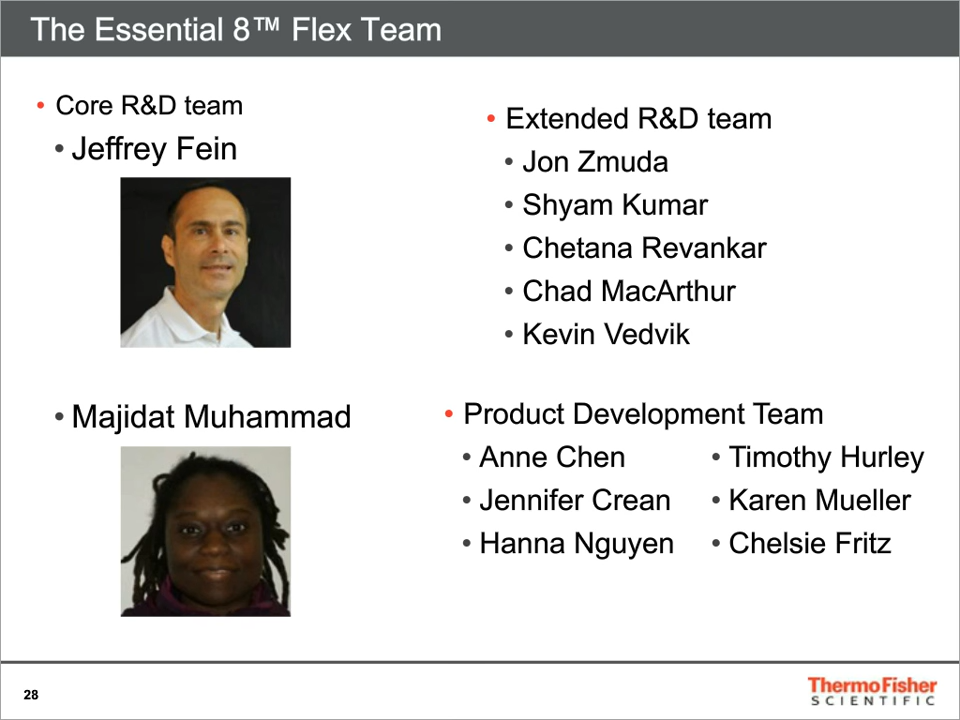 The Essential 8™ Flex Team
• Core R&D team
• Jeffrey Fein
• Majidat Muhammad
• Extended R&D team
• Jon Zmuda
• Shyam Kumar
• Chetana Revankar
• Chad MacArthur
• Kevin Vedvik
• Product Development Team
• Anne Chen
• Jennifer Crean
• Hanna Nguyen
• Timothy Hurley
• Karen Mueller
• Chelsie Fritz
28
ThermoFisher
SCIENTIFIC